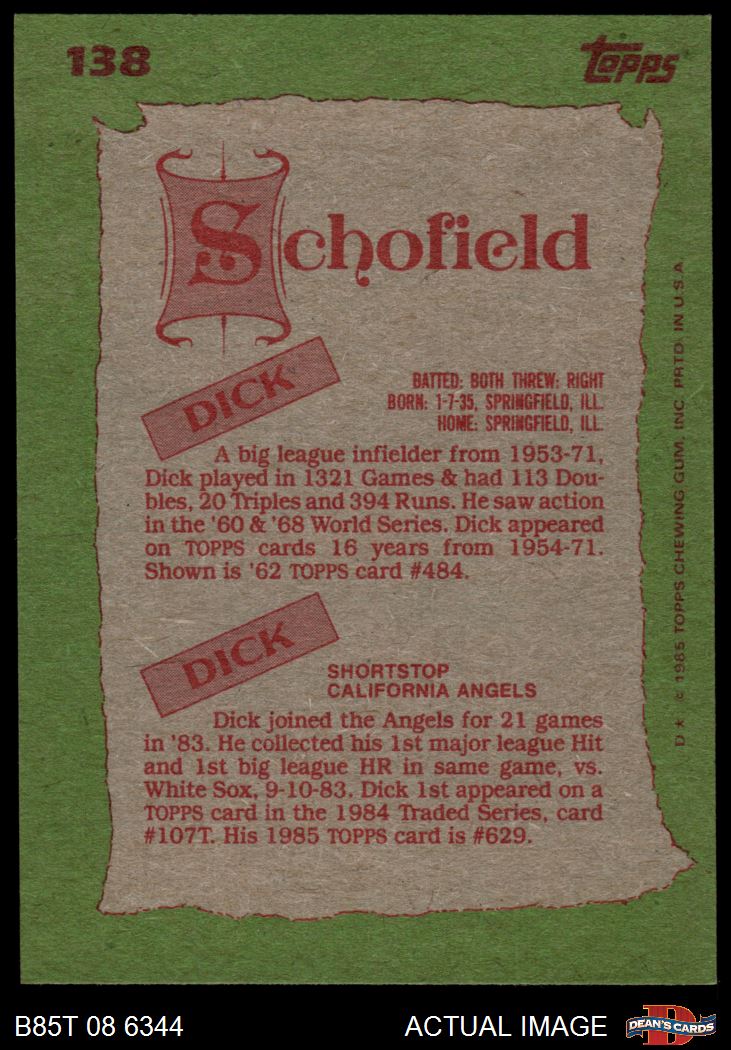 138
TOPPS
Schofield
DICK
BATTED: BOTH THREW: RIGHT
BORN: 1-7-35, SPRINGFIELD, ILL.
HOME: SPRINGFIELD, ILL.
A big league infielder from 1953-71,
Dick played in 1321 Games & had 113 Dou-
bles, 20 Triples and 394 Runs. He saw action
in the '60 & '68 World Series. Dick appeared
on TOPPS cards 16 years from 1954-71.
Shown is '62 TOPPS card #484.
DICK
SHORTSTOP
CALIFORNIA ANGELS
Dick joined the Angels for 21 games
in '83. He collected his 1st major league Hit
and 1st big league HR in same game, vs.
White Sox, 9-10-83. Dick 1st appeared on a
TOPPS card in the 1984 Traded Series, card
#107T. His 1985 TOPPS card is #629.
D * © 1985 TOPPS CHEWING GUM, INC. PRTD. IN U.S.A.
B85T 08 6344
ACTUAL IMAGE
D
DEAN'S CARDS